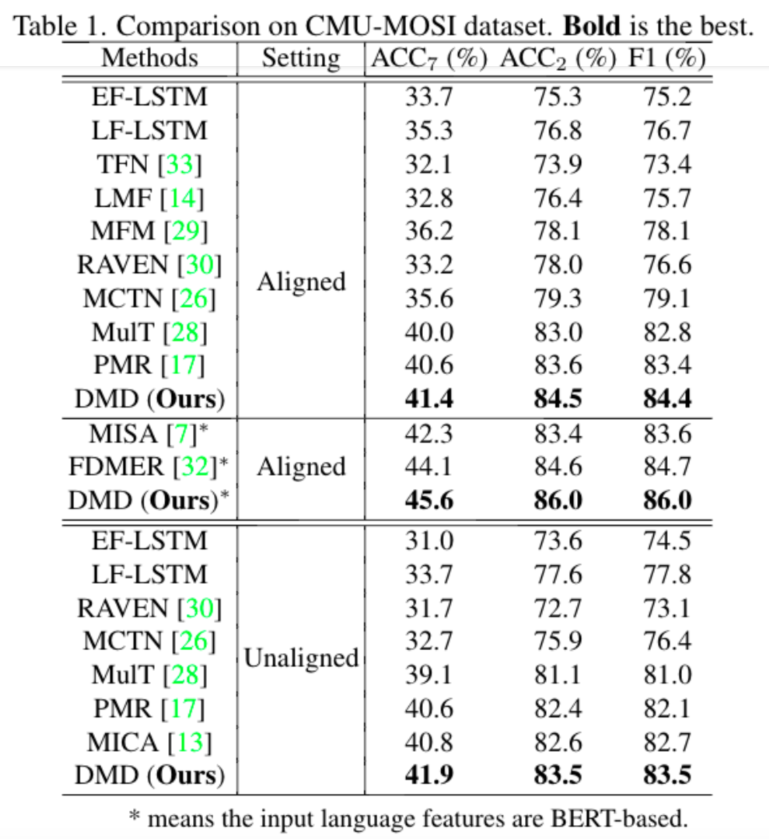 Table 1. Comparison on CMU-MOSI dataset. Bold is the best.
Methods Setting ACC₇ (%) ACC₂ (%) F1 (%)
EF-LSTM 33.7 75.3 75.2
LF-LSTM 35.3 76.8 76.7
TFN [33] 32.1 73.9 73.4
LMF [14] 32.8 76.4 75.7
MFM [29] 36.2 78.1 78.1
RAVEN [30] 33.2 78.0 76.6
Aligned
MCTN [26] 35.6 79.3 79.1
MulT [28] 40.0 83.0 82.8
PMR [17] 40.6 83.6 83.4
DMD (Ours) 41.4 84.5 84.4
MISA [7]* 42.3 83.4 83.6
FDMER [32]* Aligned 44.1 84.6 84.7
DMD (Ours)* 45.6 86.0 86.0
EF-LSTM 31.0 73.6 74.5
LF-LSTM 33.7 77.6 77.8
RAVEN [30] 31.7 72.7 73.1
MCTN [26] 32.7 75.9 76.4
Unaligned
MulT [28] 39.1 81.1 81.0
PMR [17] 40.6 82.4 82.1
MICA [13] 40.8 82.6 82.7
DMD (Ours) 41.9 83.5 83.5
* means the input language features are BERT-based.